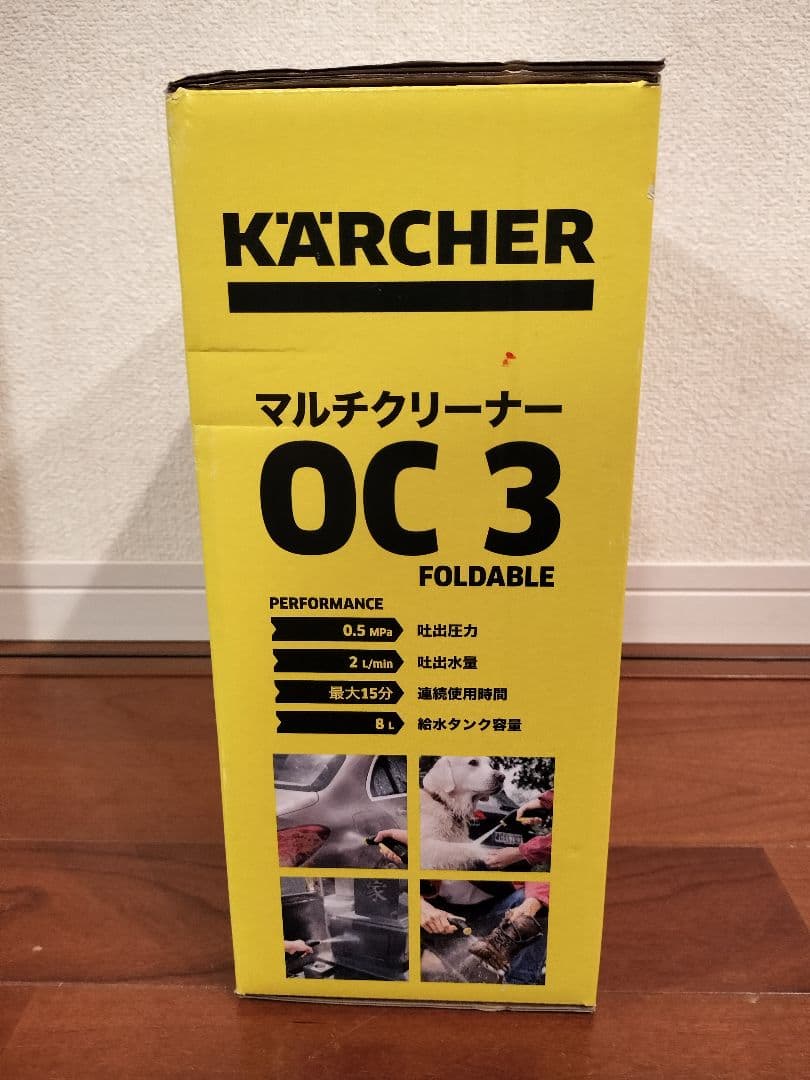 KÄRCHER
マルチクリーナー
OC 3
FOLDABLE
PERFORMANCE
0.5 MPa 吐出圧力
2 L/min 吐出水量
最大15分 連続使用時間
8 L 給水タンク容量
家